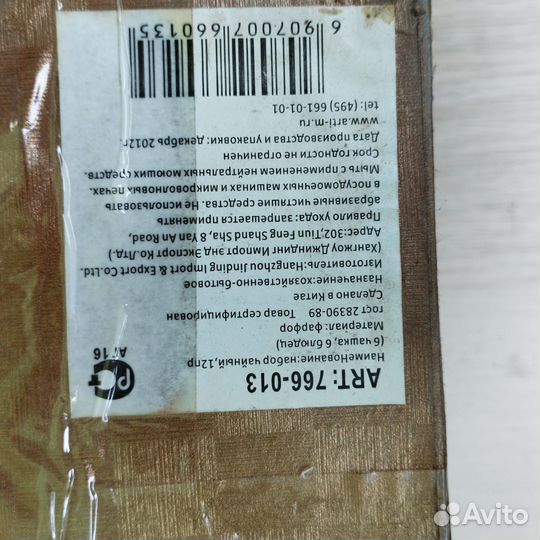 ART: 766-013
Наименование: набор чайный, 12пр
(6 чашка, 6 блюдец)
Материал: фарфор
гост 28390-89 Товар сертифицирован
Сделано в Китае
Назначение: хозяйственно-бытовое
Изготовитель: Hangzhou Jinding Import & Export Co.Ltd.
(Ханчжоу Джиндинг Импорт Энд Экспорт Ко.Лтд.)
Адрес:302,Tiun Feng Shand Sha, 8 Yan An Road,
Правило ухода: запрещается применять
абразивные чистящие средства. Не использовать
в посудомоечных машинах и микроволновых печах.
Мыть с применением нейтральных моющих средств.
Срок годности не ограничен
Дата производства и упаковки: декабрь 2012г
www.arti-m.ru
tel: (495) 661-01-01
6 907007 660135
РСТ
АГ16
Avito